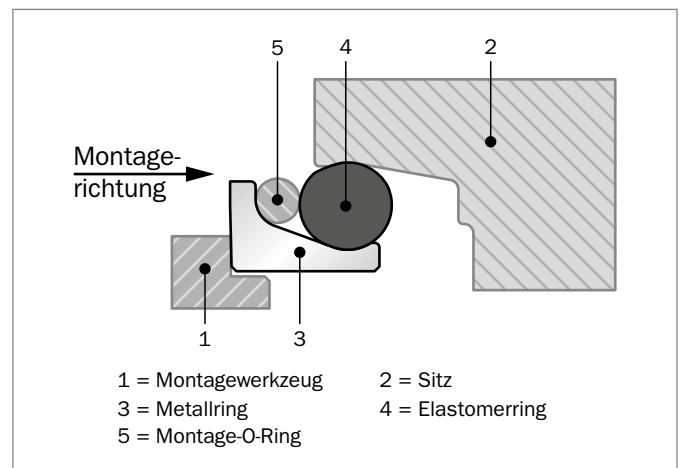 5 4 2
Montage-
richtung
1 3
1 = Montagewerkzeug 2 = Sitz
3 = Metallring 4 = Elastomerring
5 = Montage-O-Ring